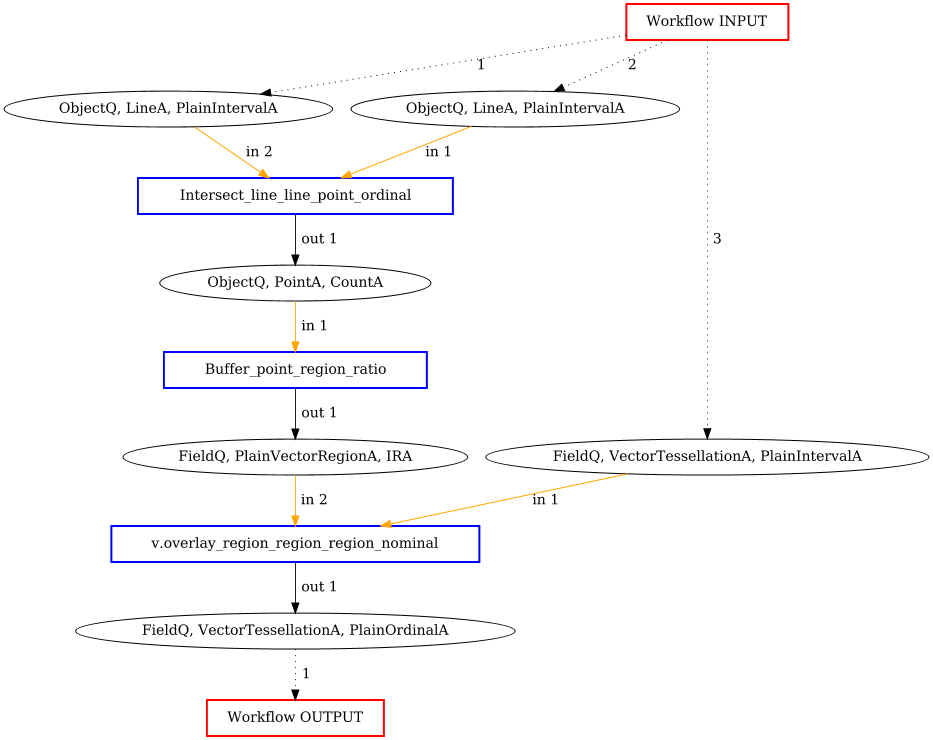 Workflow INPUT
1
2
ObjectQ, LineA, PlainIntervalA
ObjectQ, LineA, PlainIntervalA
in 2
in 1
Intersect_line_line_point_ordinal
out 1
3
ObjectQ, PointA, CountA
in 1
Buffer_point_region_ratio
out 1
FieldQ, PlainVectorRegionA, IRA
FieldQ, VectorTessellationA, PlainIntervalA
in 2
in 1
v.overlay_region_region_region_nominal
out 1
FieldQ, VectorTessellationA, PlainOrdinalA
1
Workflow OUTPUT